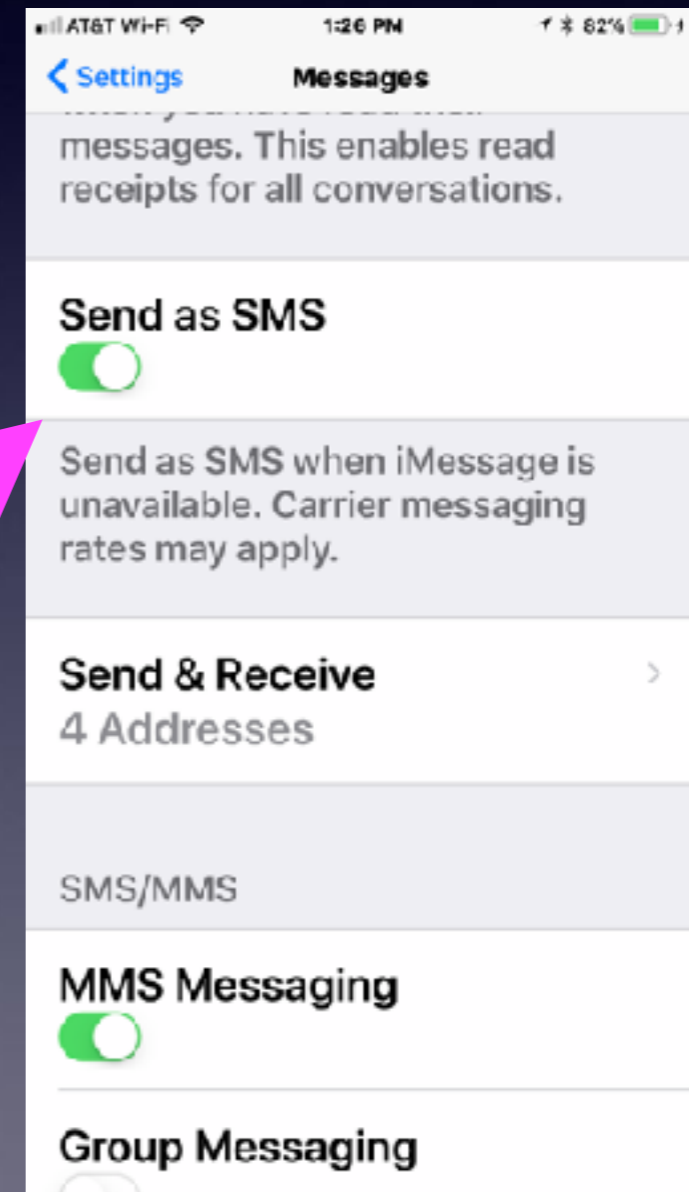 AT&T Wi-Fi 1:26 PM 82%
Settings Messages
messages. This enables read
receipts for all conversations.
Send as SMS
Send as SMS when iMessage is
unavailable. Carrier messaging
rates may apply.
Send & Receive
4 Addresses
SMS/MMS
MMS Messaging
Group Messaging